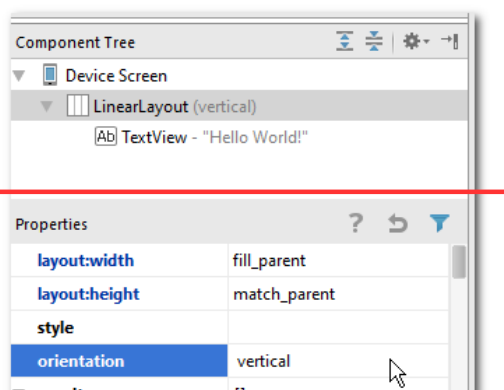 Component Tree
Device Screen
LinearLayout (vertical)
Ab TextView - "Hello World!"
Properties ?
layout:width fill_parent
layout:height match_parent
style
orientation vertical